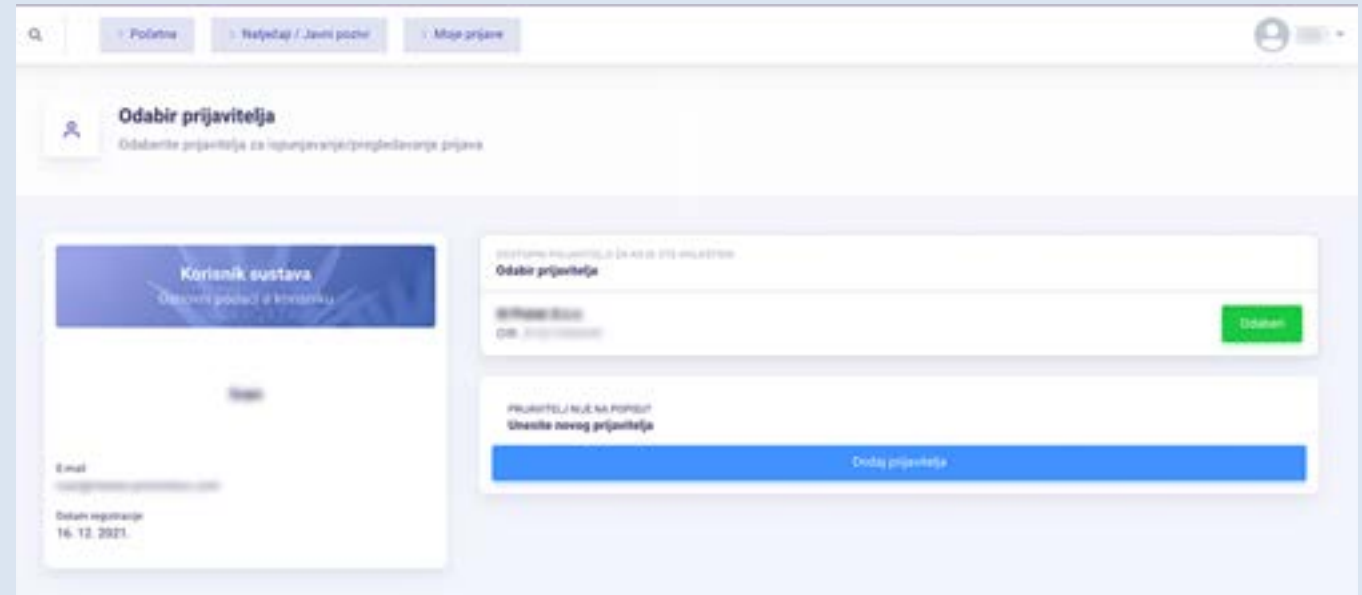 Početna
Natječaji / Javni pozivi
Moje prijave
Odabir prijavitelja
Odaberite prijavitelja za ispunjavanje/pregledavanje prijava
Korisnik sustava
Osnovni podaci o korisniku
E-mail
Datum registracije
16. 12. 2021.
Odabir prijavitelja
OIB:
Odaberi
PRIJAVITELJ NIJE NA POPISU?
Unesite novog prijavitelja
Dodaj prijavitelja